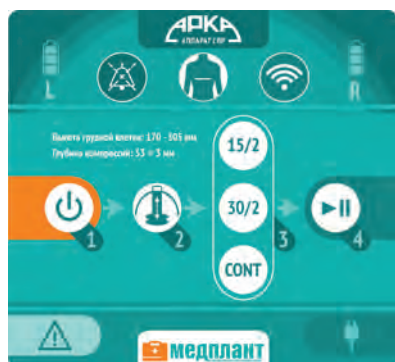 АРКА
АППАРАТ СЛР
L
R
Высота грудной клетки: 170 - 305 мм
Глубина компрессий: 53 ± 3 мм
15/2
30/2
CONT
1
2
3
4
медплант